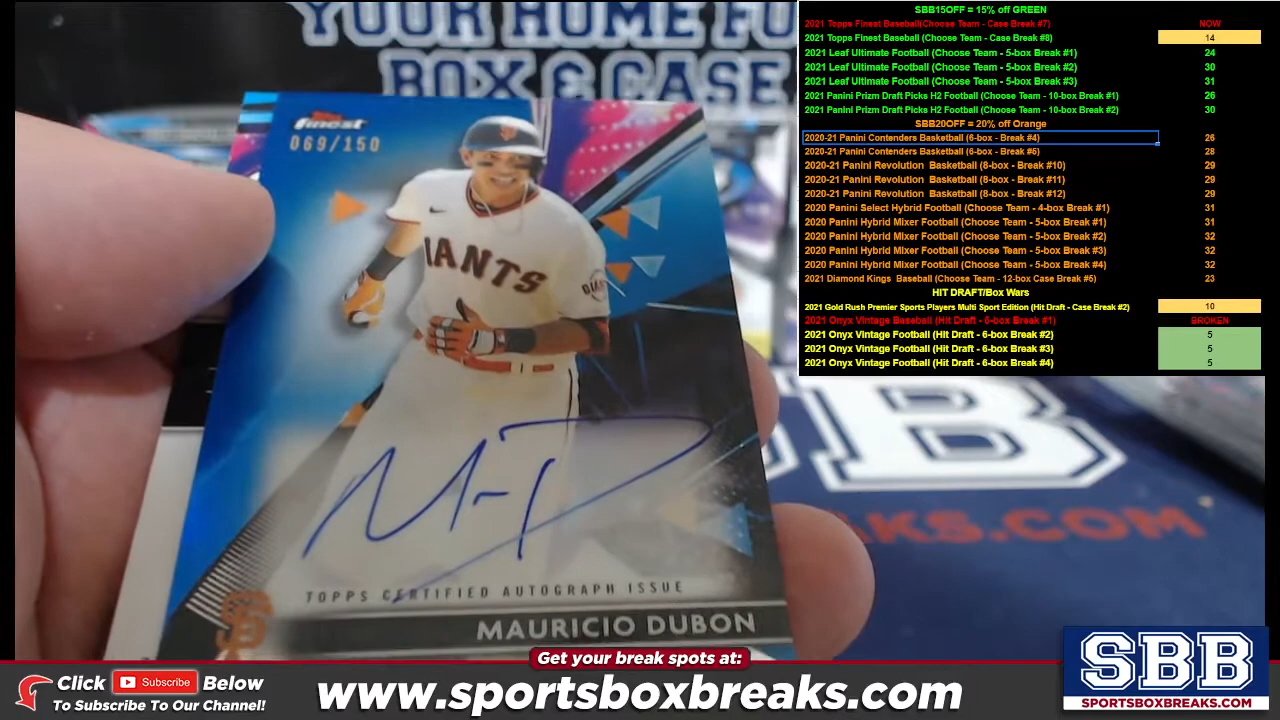 YOUR HOME FO
BOX & CASE
finest
068/150
GIANTS
TOPPS CERTIFIED AUTOGRAPH ISSUE
SF
MAURICIO DUBON
SBB15OFF = 15% off GREEN
2021 Topps Finest Baseball(Choose Team - Case Break #7) NOW
2021 Topps Finest Baseball (Choose Team - Case Break #8) 14
2021 Leaf Ultimate Football (Choose Team - 5-box Break #1) 24
2021 Leaf Ultimate Football (Choose Team - 5-box Break #2) 30
2021 Leaf Ultimate Football (Choose Team - 5-box Break #3) 31
2021 Panini Prizm Draft Picks H2 Football (Choose Team - 10-box Break #1) 26
2021 Panini Prizm Draft Picks H2 Football (Choose Team - 10-box Break #2) 30
SBB20OFF = 20% off Orange
2020-21 Panini Contenders Basketball (6-box - Break #4) 26
2020-21 Panini Contenders Basketball (6-box - Break #5) 28
2020-21 Panini Revolution Basketball (8-box - Break #10) 29
2020-21 Panini Revolution Basketball (8-box - Break #11) 29
2020-21 Panini Revolution Basketball (8-box - Break #12) 29
2020 Panini Select Hybrid Football (Choose Team - 4-box Break #1) 31
2020 Panini Hybrid Mixer Football (Choose Team - 5-box Break #1) 31
2020 Panini Hybrid Mixer Football (Choose Team - 5-box Break #2) 32
2020 Panini Hybrid Mixer Football (Choose Team - 5-box Break #3) 32
2020 Panini Hybrid Mixer Football (Choose Team - 5-box Break #4) 32
2021 Diamond Kings Baseball (Choose Team - 12-box Case Break #5) 23
HIT DRAFT/Box Wars
2021 Gold Rush Premier Sports Players Multi Sport Edition (Hit Draft - Case Break #2) 10
2021 Onyx Vintage Baseball (Hit Draft - 6-box Break #1) BROKEN
2021 Onyx Vintage Football (Hit Draft - 6-box Break #2) 5
2021 Onyx Vintage Football (Hit Draft - 6-box Break #3) 5
2021 Onyx Vintage Football (Hit Draft - 6-box Break #4) 5
B
AKS.COM
Get your break spots at:
Click Subscribe Below
To Subscribe To Our Channel!
www.sportsboxbreaks.com
SBB
SPORTSBOXBREAKS.COM